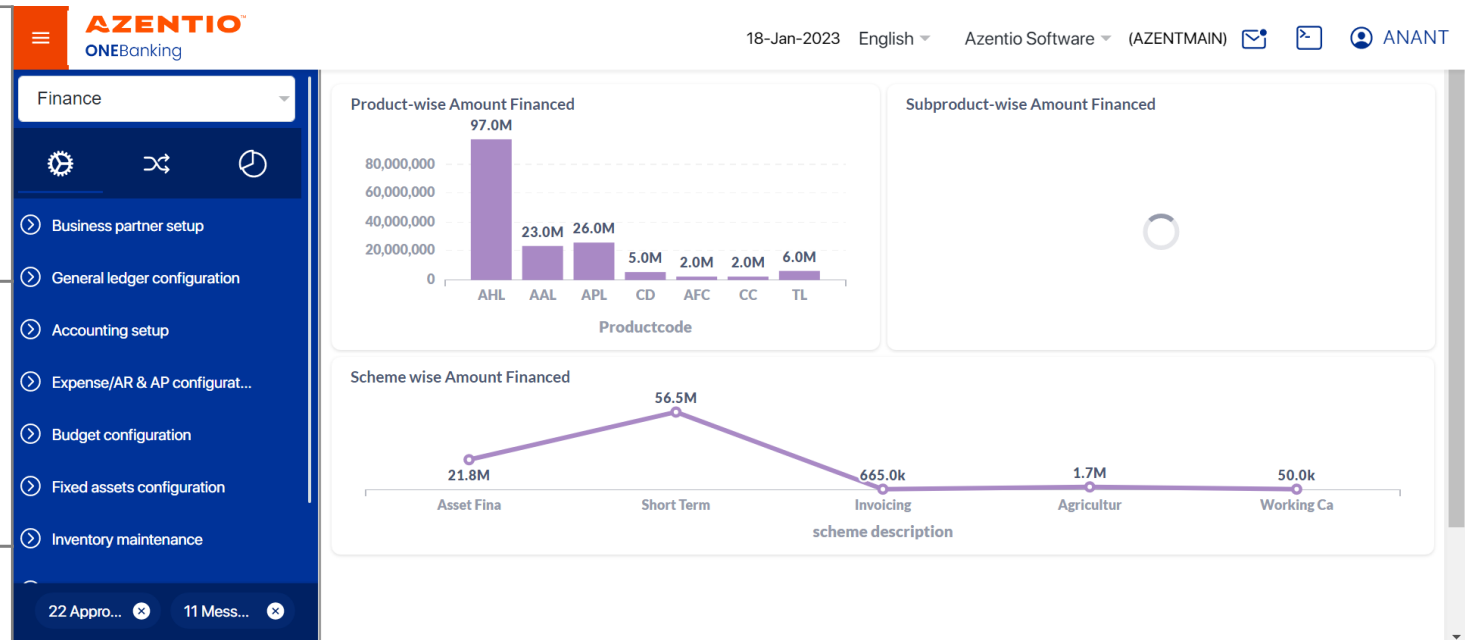 AZENTIO™
ONEBanking
18-Jan-2023 English Azentio Software (AZENTMAIN) ANANT
Finance
Business partner setup
General ledger configuration
Accounting setup
Expense/AR & AP configurat...
Budget configuration
Fixed assets configuration
Inventory maintenance
22 Appro... 11 Mess...
Product-wise Amount Financed
97.0M
80,000,000
60,000,000
40,000,000
20,000,000
0
23.0M 26.0M 5.0M 2.0M 2.0M 6.0M
AHL AAL APL CD AFC CC TL
Productcode
Subproduct-wise Amount Financed
Scheme wise Amount Financed
56.5M
21.8M 665.0k 1.7M 50.0k
Asset Fina Short Term Invoicing Agricultur Working Ca
scheme description